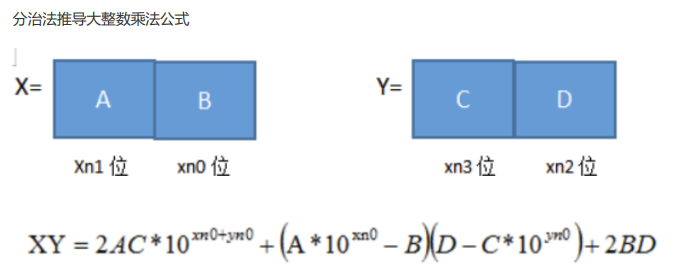 分治法推导大整数乘法公式
X= A B Y= C D
Xn1 位 xn0 位 xn3 位 xn2 位
XY = 2AC*10^{xn0+yn0} + (A*10^{xn0} − B)(D − C*10^{yn0}) + 2BD